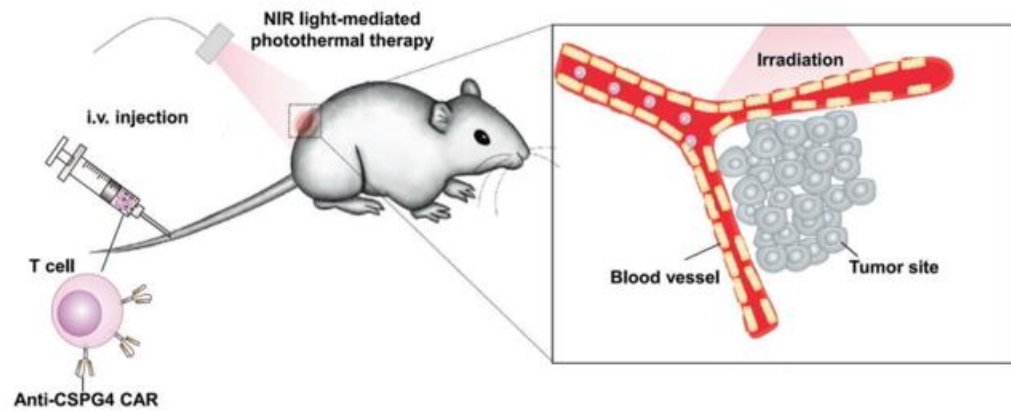 NIR light-mediated
photothermal therapy
i.v. injection
T cell
Anti-CSPG4 CAR
Irradiation
Blood vessel
Tumor site